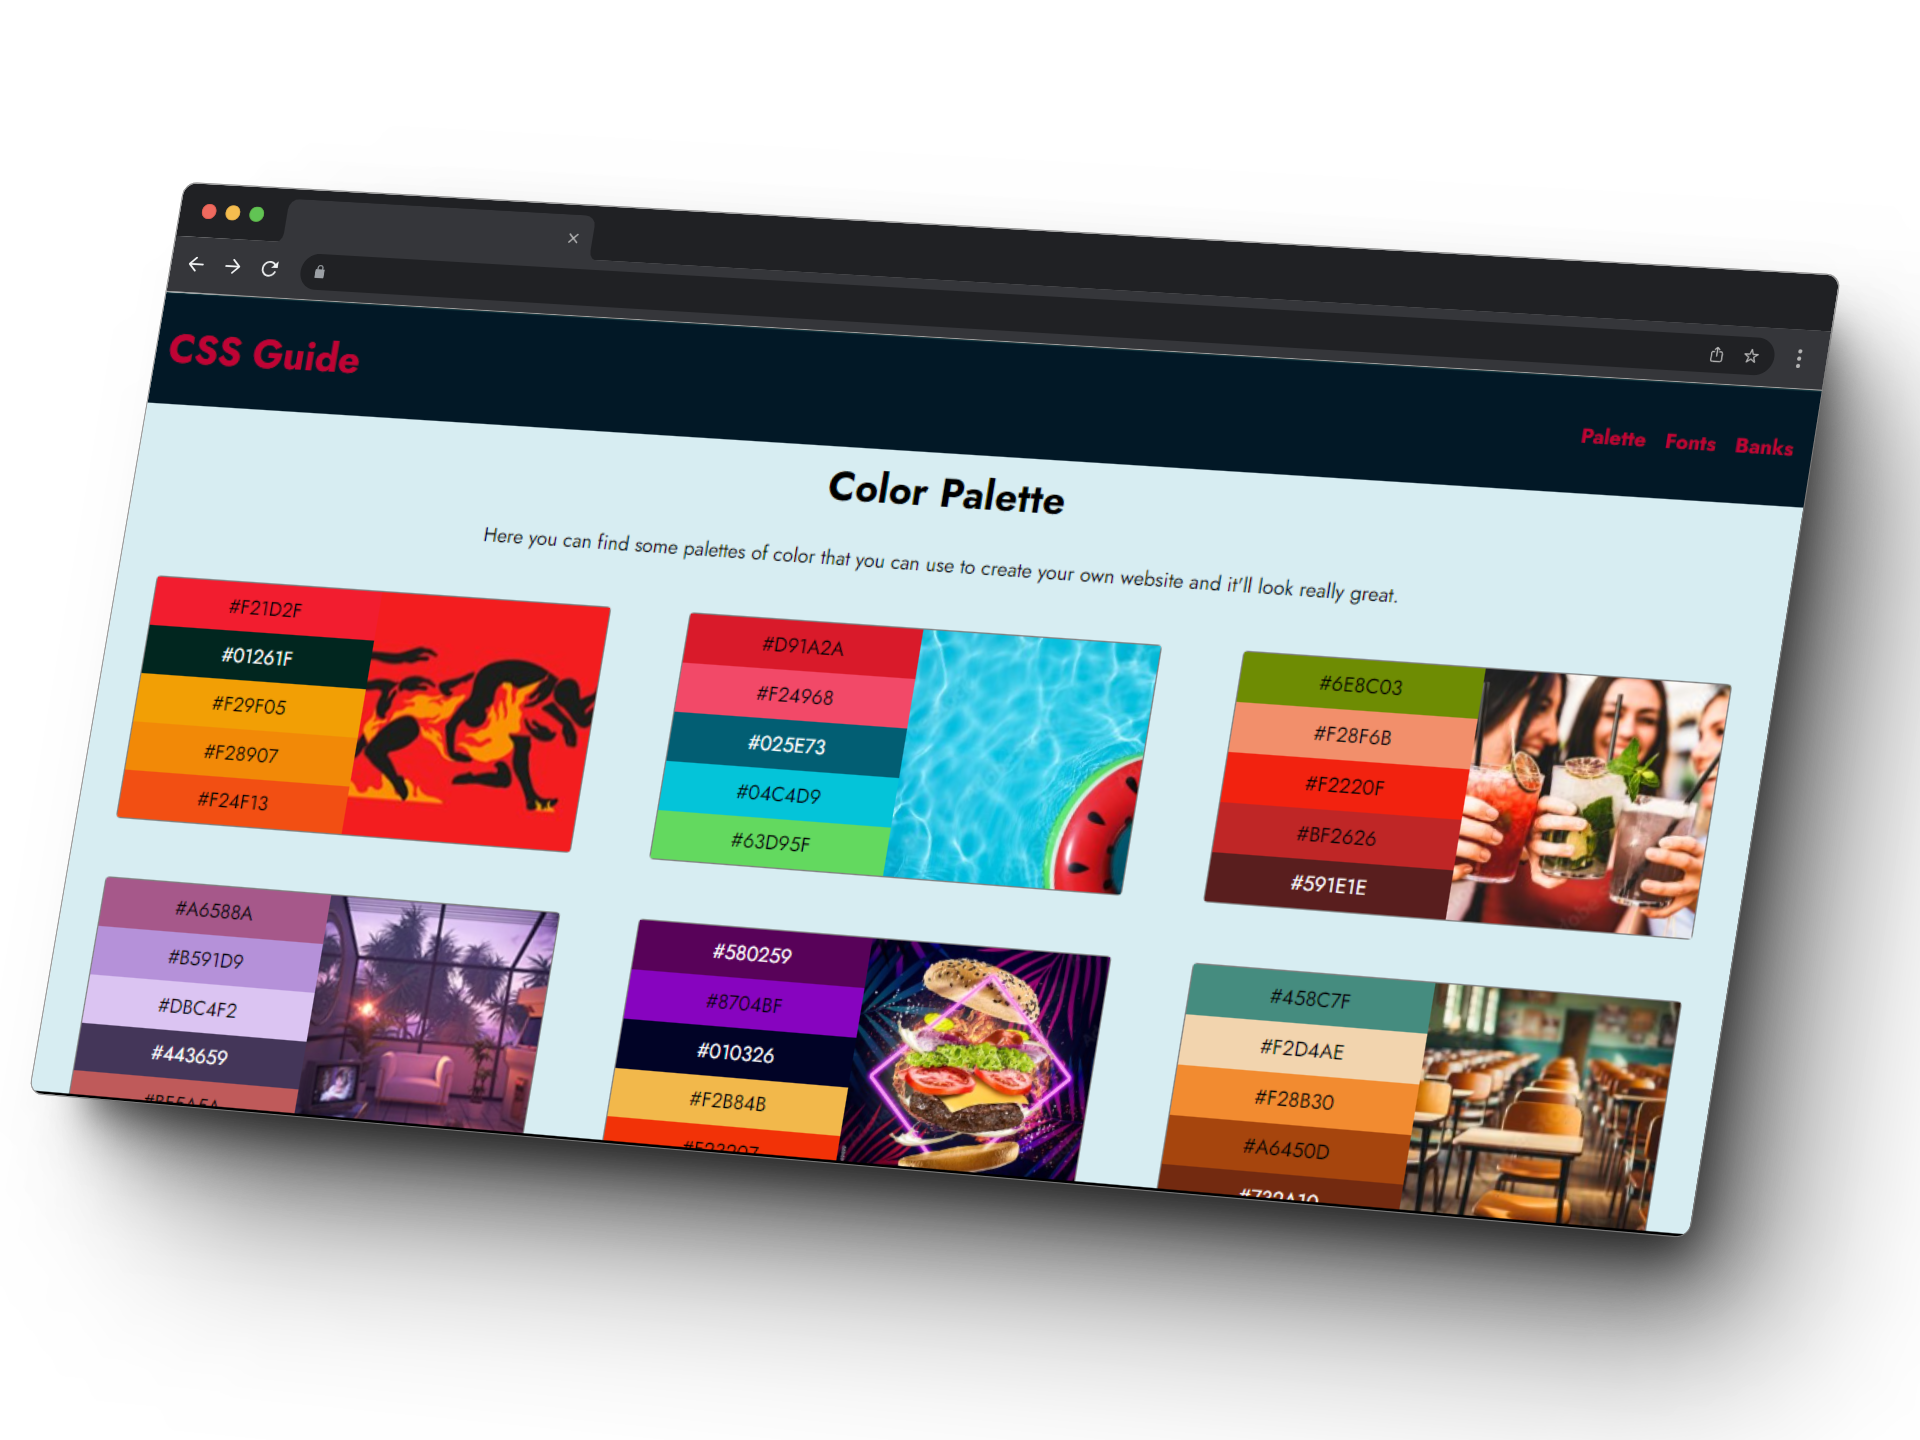 CSS Guide
Palette Fonts Banks
Color Palette
Here you can find some palettes of color that you can use to create your own website and it'll look really great.
#F21D2F
#01261F
#F29F05
#F28907
#F24F13
#D91A2A
#F24968
#025E73
#04C4D9
#63D95F
#6E8C03
#F28F6B
#F2220F
#BF2626
#591E1E
#A6588A
#B591D9
#DBC4F2
#443659
#580259
#8704BF
#010326
#F2B84B
#458C7F
#F2D4AE
#F28B30
#A6450D